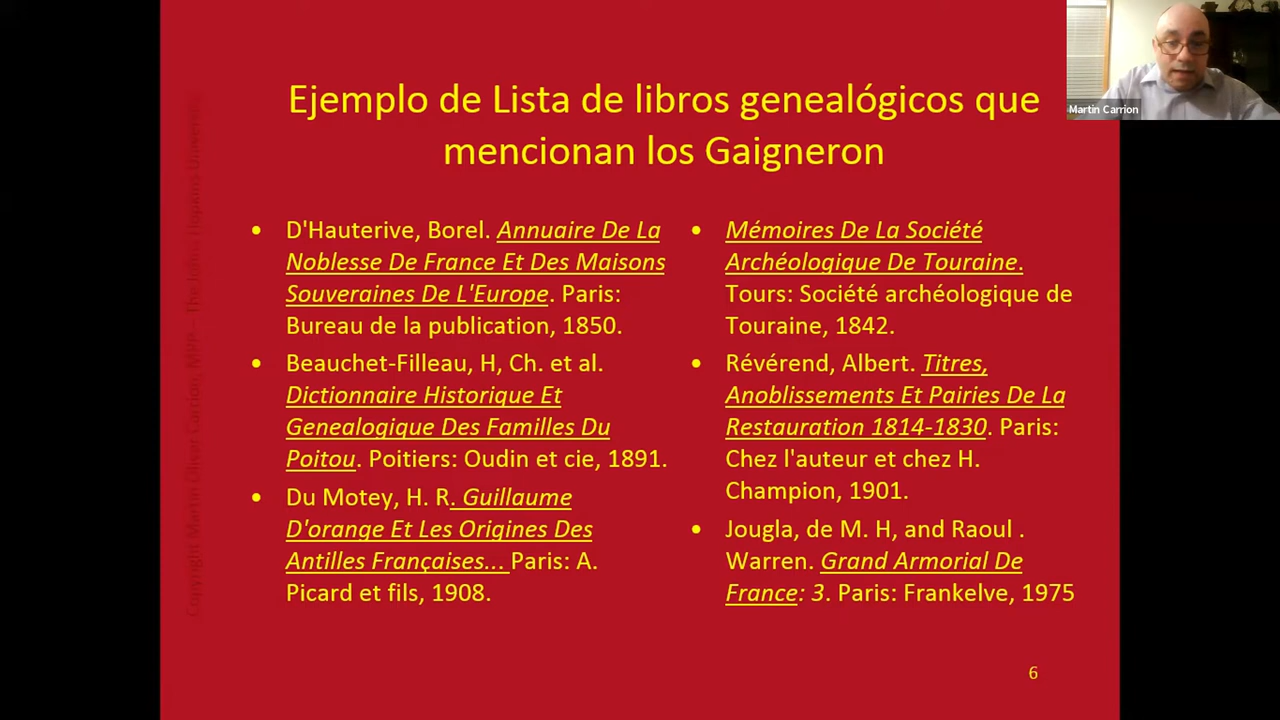 Ejemplo de Lista de libros genealógicos que
mencionan los Gaigneron
Martin Carrion
• D'Hauterive, Borel. Annuaire De La
Noblesse De France Et Des Maisons
Souveraines De L'Europe. Paris:
Bureau de la publication, 1850.
• Beauchet-Filleau, H, Ch. et al.
Dictionnaire Historique Et
Genealogique Des Familles Du
Poitou. Poitiers: Oudin et cie, 1891.
• Du Motey, H. R. Guillaume
D'orange Et Les Origines Des
Antilles Françaises... Paris: A.
Picard et fils, 1908.
• Mémoires De La Société
Archéologique De Touraine.
Tours: Société archéologique de
Touraine, 1842.
• Révérend, Albert. Titres,
Anoblissements Et Pairies De La
Restauration 1814-1830. Paris:
Chez l'auteur et chez H.
Champion, 1901.
• Jougla, de M. H, and Raoul .
Warren. Grand Armorial De
France: 3. Paris: Frankelve, 1975
6